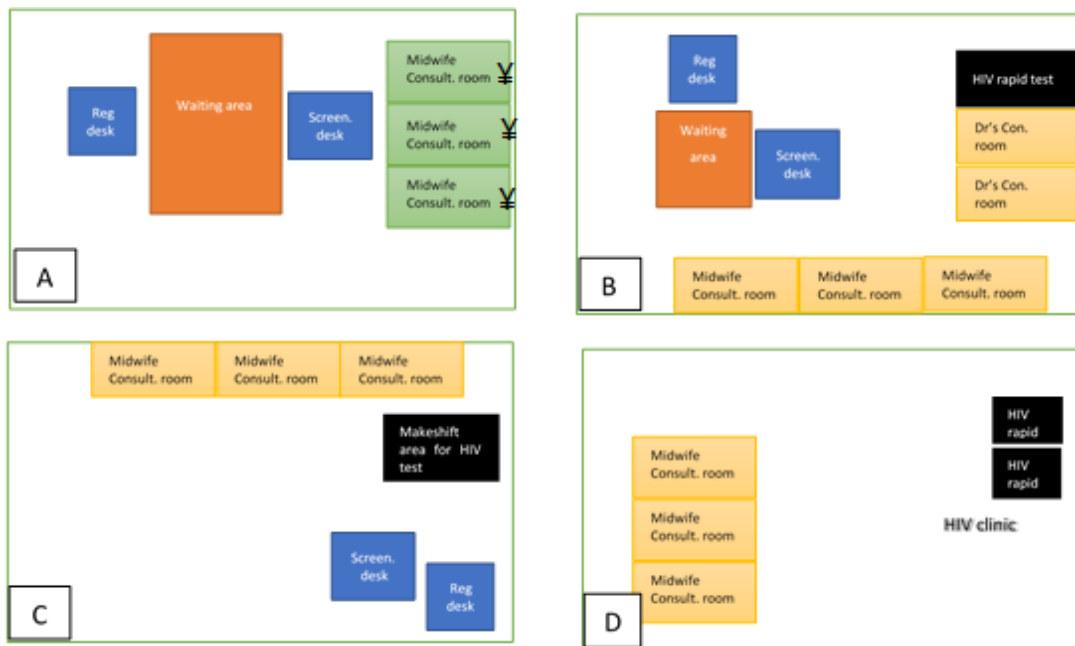 Reg
desk
Waiting area
Screen.
desk
Midwife
Consult. room ¥
Midwife
Consult. room ¥
Midwife
Consult. room ¥
A
Reg
desk
Waiting
area
Screen.
desk
HIV rapid test
Dr's Con.
room
Dr's Con.
room
Midwife
Consult. room
Midwife
Consult. room
Midwife
Consult. room
B
Midwife
Consult. room
Midwife
Consult. room
Midwife
Consult. room
Makeshift
area for HIV
test
Screen.
desk
Reg
desk
C
Midwife
Consult. room
Midwife
Consult. room
Midwife
Consult. room
HIV
rapid
HIV
rapid
HIV clinic
D